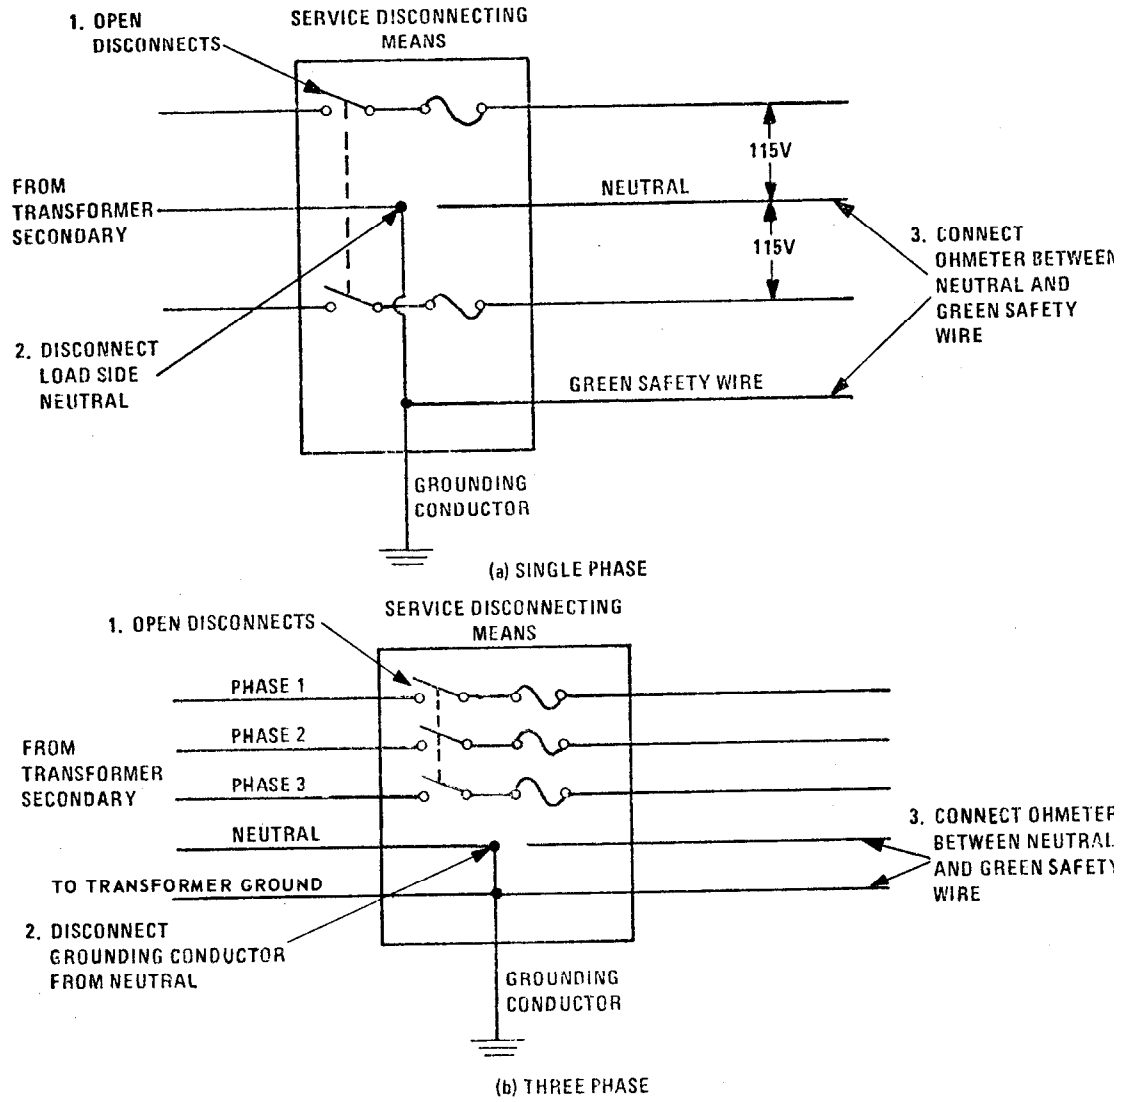 1. OPEN
DISCONNECTS
SERVICE DISCONNECTING
MEANS
115V
FROM
TRANSFORMER
SECONDARY
NEUTRAL
115V
3. CONNECT
OHMETER BETWEEN
NEUTRAL AND
GREEN SAFETY
WIRE
2. DISCONNECT
LOAD SIDE
NEUTRAL
GREEN SAFETY WIRE
GROUNDING
CONDUCTOR
(a) SINGLE PHASE
SERVICE DISCONNECTING
MEANS
1. OPEN DISCONNECTS
PHASE 1
PHASE 2
FROM
TRANSFORMER
SECONDARY
PHASE 3
NEUTRAL
3. CONNECT OHMETER
BETWEEN NEUTRAL
AND GREEN SAFETY
WIRE
TO TRANSFORMER GROUND
2. DISCONNECT
GROUNDING CONDUCTOR
FROM NEUTRAL
GROUNDING
CONDUCTOR
(b) THREE PHASE